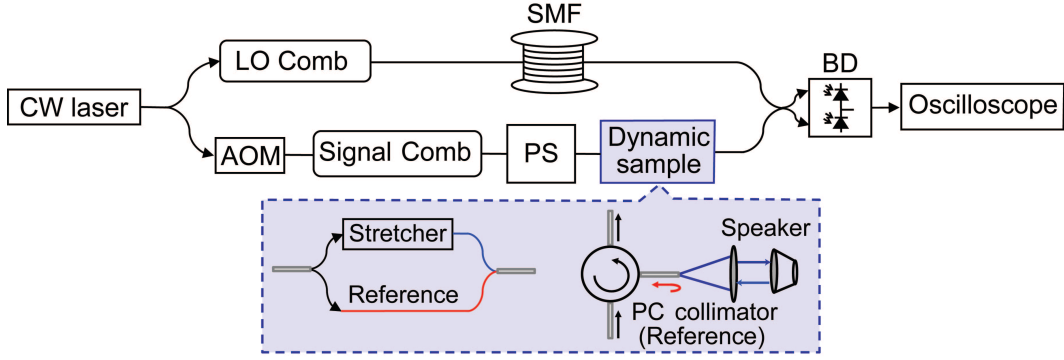 SMF
LO Comb
BD
CW laser
Oscilloscope
AOM
Signal Comb
PS
Dynamic
sample
Stretcher
Reference
Speaker
PC collimator
(Reference)